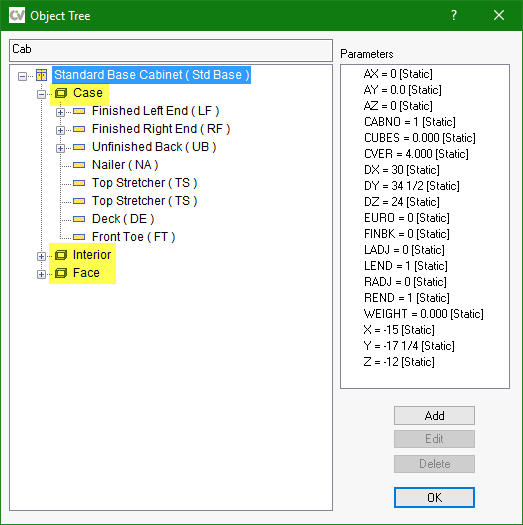 CV Object Tree ? ×
Cab
Parameters
Standard Base Cabinet ( Std Base )
Case
Finished Left End ( LF )
Finished Right End ( RF )
Unfinished Back ( UB )
Nailer ( NA )
Top Stretcher ( TS )
Top Stretcher ( TS )
Deck ( DE )
Front Toe ( FT )
Interior
Face
AX = 0 [Static]
AY = 0.0 [Static]
AZ = 0 [Static]
CABNO = 1 [Static]
CUBES = 0.000 [Static]
CVER = 4.000 [Static]
DX = 30 [Static]
DY = 34 1/2 [Static]
DZ = 24 [Static]
EURO = 0 [Static]
FINBK = 0 [Static]
LADJ = 0 [Static]
LEND = 1 [Static]
RADJ = 0 [Static]
REND = 1 [Static]
WEIGHT = 0.000 [Static]
X = -15 [Static]
Y = -17 1/4 [Static]
Z = -12 [Static]
Add
Edit
Delete
OK